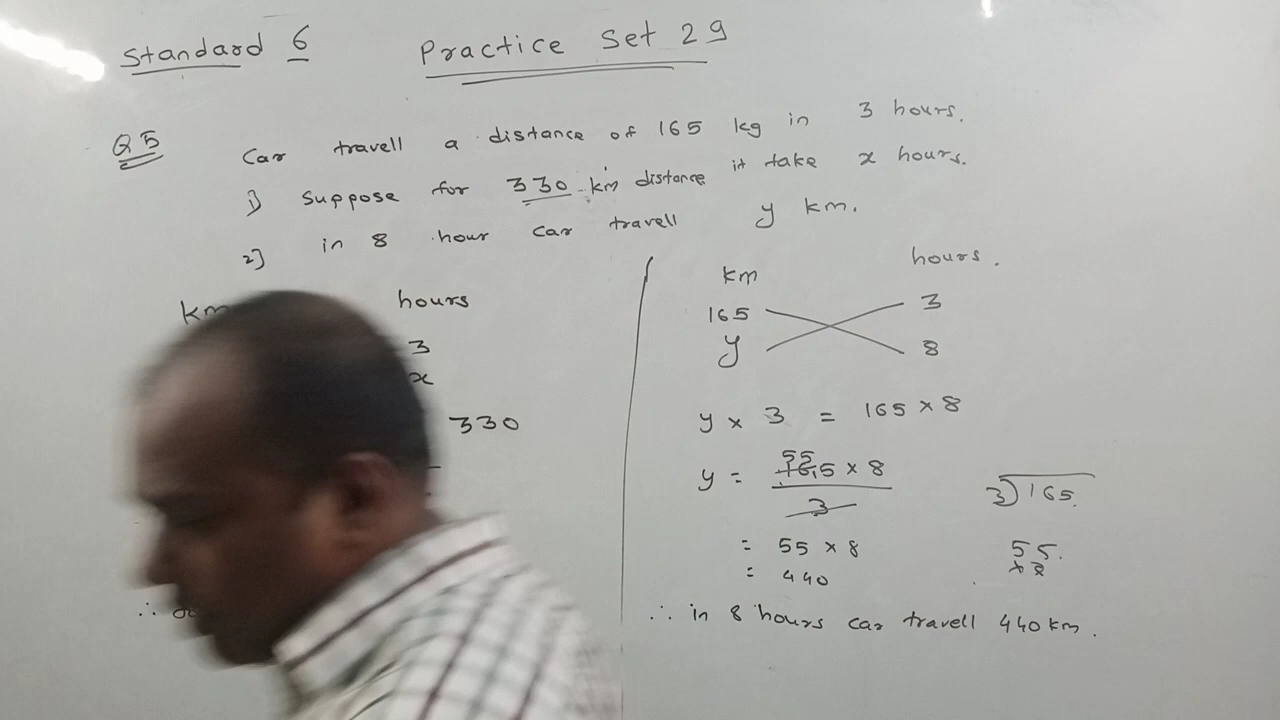 Standard 6 Practice Set 29
Q5 Car travell a distance of 165 kg in 3 hours.
1) Suppose for 330 km distance it take x hours.
2] in 8 hour car travell y km.
km hours
3
x
330
km hours.
165 3
y 8
y × 3 = 165 × 8
y = 165 × 8 / 3
55
3)165
= 55 × 8
= 440
55.
× 8
∴ in 8 hours car travell 440 km.